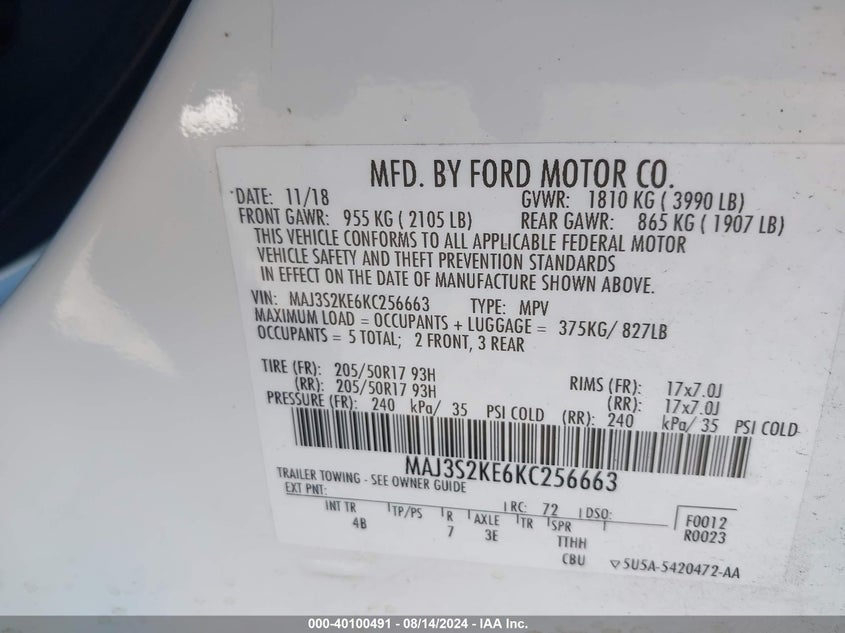 MFD. BY FORD MOTOR CO.
DATE: 11/18 GVWR: 1810 KG ( 3990 LB)
FRONT GAWR: 955 KG ( 2105 LB) REAR GAWR: 865 KG ( 1907 LB)
THIS VEHICLE CONFORMS TO ALL APPLICABLE FEDERAL MOTOR
VEHICLE SAFETY AND THEFT PREVENTION STANDARDS
IN EFFECT ON THE DATE OF MANUFACTURE SHOWN ABOVE.
VIN: MAJ3S2KE6KC256663 TYPE: MPV
MAXIMUM LOAD = OCCUPANTS + LUGGAGE = 375KG/ 827LB
OCCUPANTS = 5 TOTAL; 2 FRONT, 3 REAR
TIRE (FR): 205/50R17 93H RIMS (FR): 17x7.0J
(RR): 205/50R17 93H (RR): 17x7.0J
PRESSURE (FR): 240 kPa/ 35 PSI COLD (RR): 240 kPa/ 35 PSI COLD
MAJ3S2KE6KC256663
TRAILER TOWING - SEE OWNER GUIDE
EXT PNT: RC: 72 DSO:
INT TR TP/PS R AXLE TR SPR F0012
4B 7 3E TTHH R0023
CBU 5U5A-5420472-AA
000-40100491 - 08/14/2024 - IAA Inc.